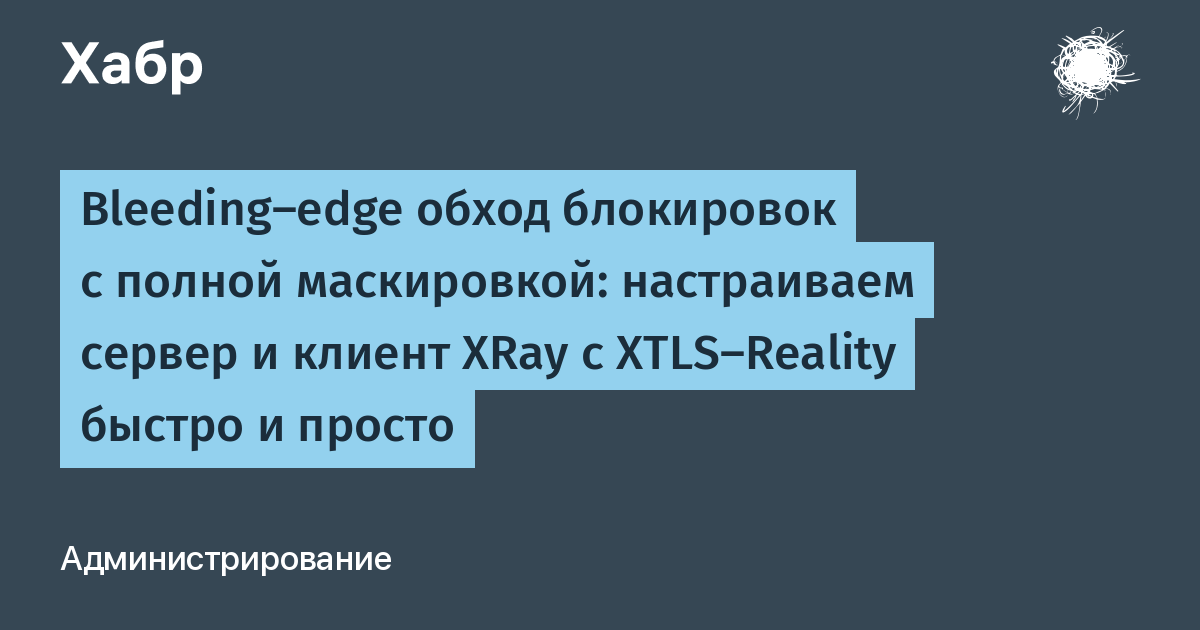 Хабр
Bleeding–edge обход блокировок
с полной маскировкой: настраиваем
сервер и клиент XRay с XTLS–Reality
быстро и просто
Администрирование